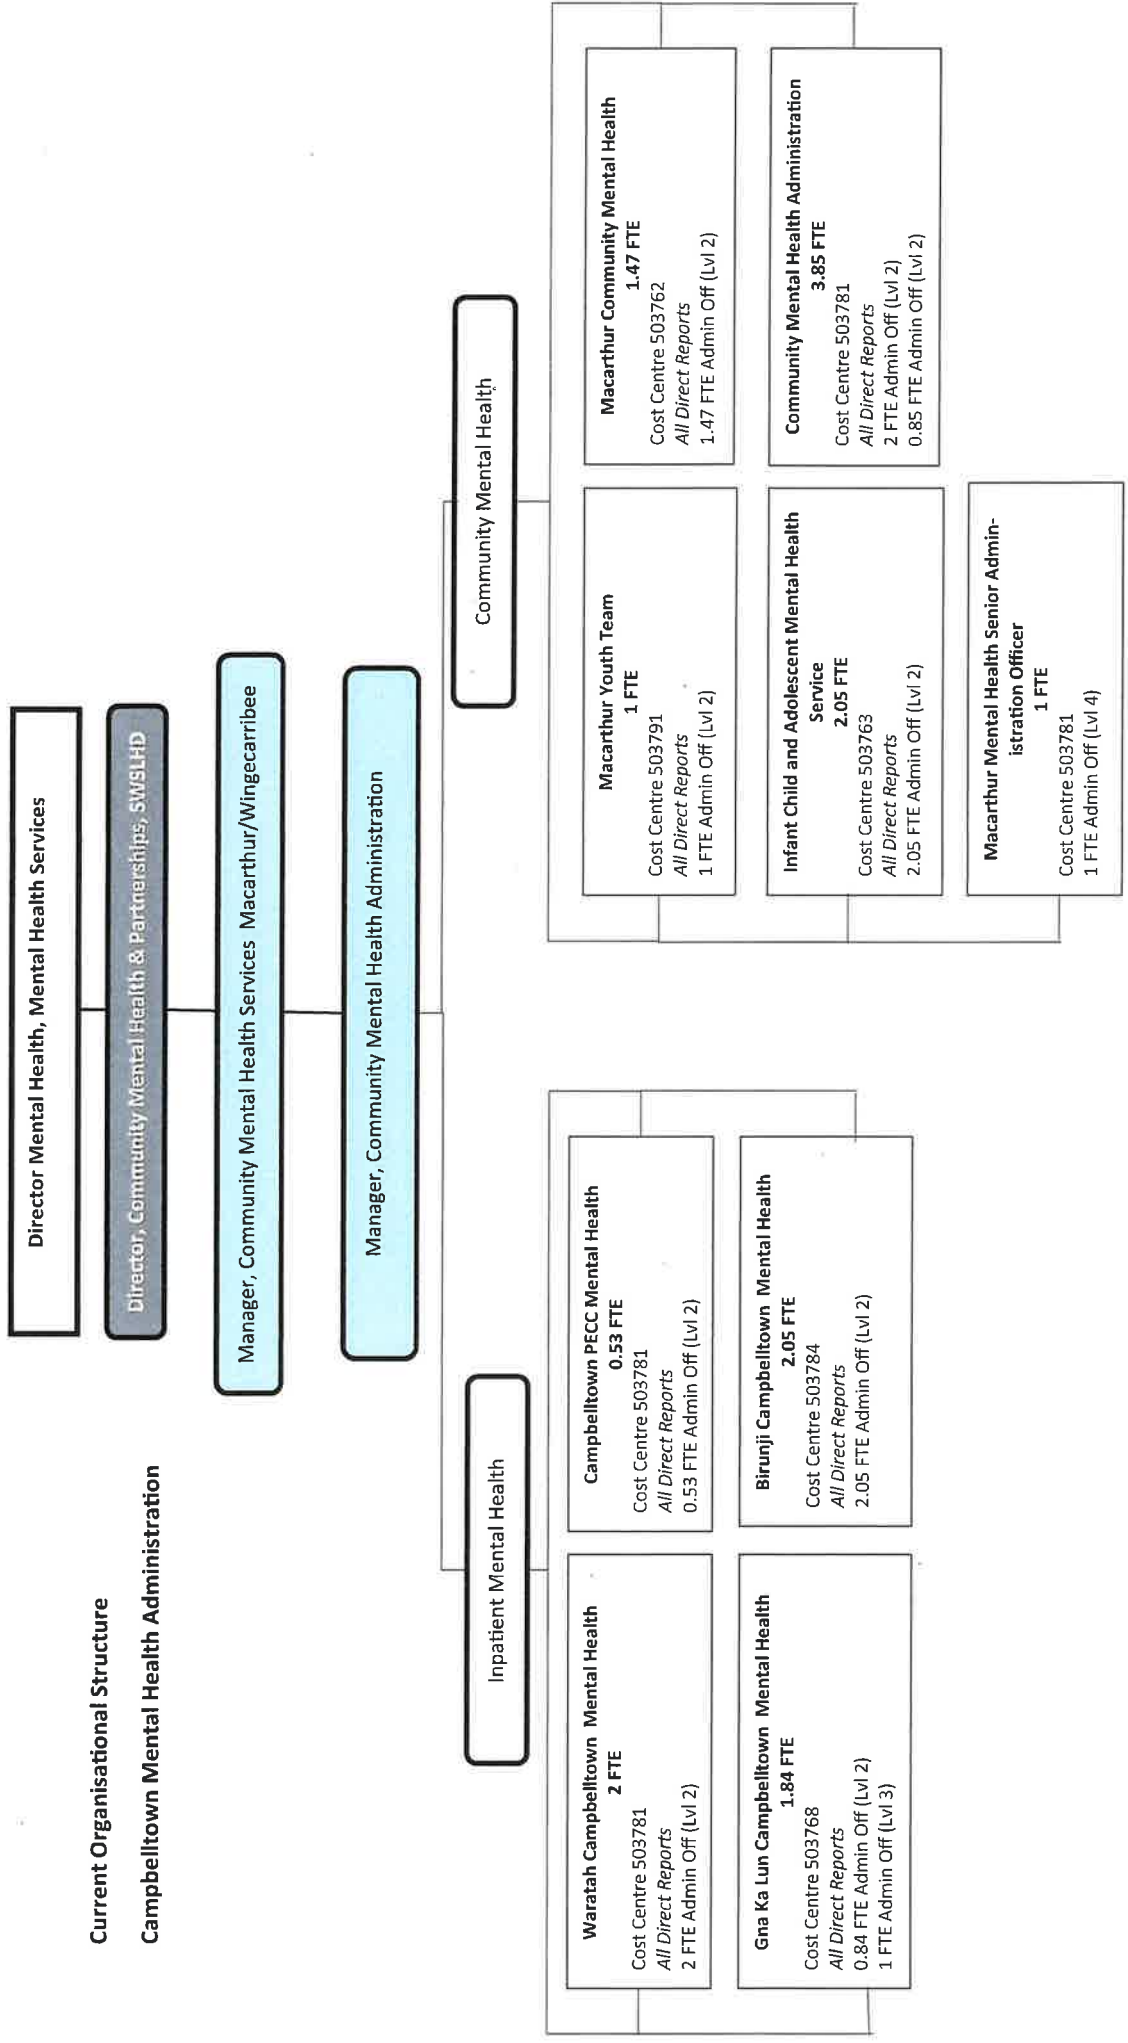 Current Organisational Structure
Campbelltown Mental Health Administration
Director Mental Health, Mental Health Services
Director, Community Mental Health & Partnerships, SWSLHD
Manager, Community Mental Health Services Macarthur/Wingecarribee
Manager, Community Mental Health Administration
Inpatient Mental Health
Waratah Campbelltown Mental Health
2 FTE
Cost Centre 503781
All Direct Reports
2 FTE Admin Off (Lvl 2)
Campbelltown PECC Mental Health
0.53 FTE
Cost Centre 503781
All Direct Reports
0.53 FTE Admin Off (Lvl 2)
Gna Ka Lun Campbelltown Mental Health
1.84 FTE
Cost Centre 503768
All Direct Reports
0.84 FTE Admin Off (Lvl 2)
1 FTE Admin Off (Lvl 3)
Birunji Campbelltown Mental Health
2.05 FTE
Cost Centre 503784
All Direct Reports
2.05 FTE Admin Off (Lvl 2)
Community Mental Health
Macarthur Youth Team
1 FTE
Cost Centre 503791
All Direct Reports
1 FTE Admin Off (Lvl 2)
Macarthur Community Mental Health
1.47 FTE
Cost Centre 503762
All Direct Reports
1.47 FTE Admin Off (Lvl 2)
Infant Child and Adolescent Mental Health
Service
2.05 FTE
Cost Centre 503763
All Direct Reports
2.05 FTE Admin Off (Lvl 2)
Community Mental Health Administration
3.85 FTE
Cost Centre 503781
All Direct Reports
2 FTE Admin Off (Lvl 2)
0.85 FTE Admin Off (Lvl 2)
Macarthur Mental Health Senior Admin-
istration Officer
1 FTE
Cost Centre 503781
1 FTE Admin Off (Lvl 4)